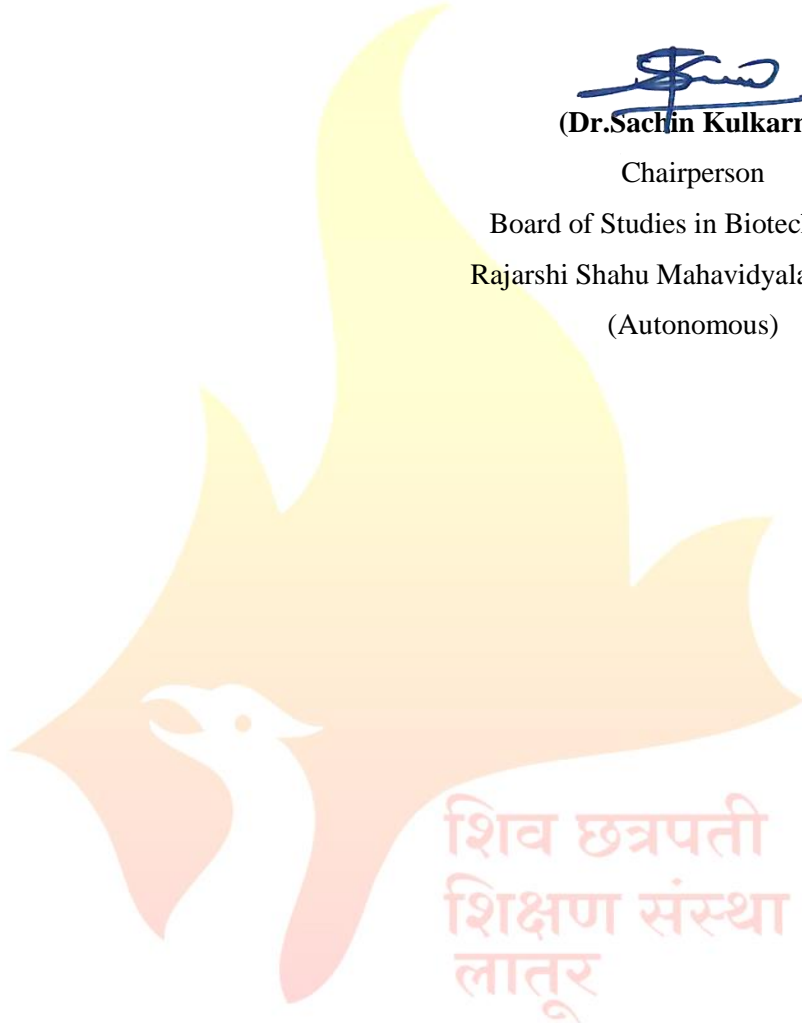 (Dr.Sachin Kulkarn
Chairperson
Board of Studies in Biotec
Rajarshi Shahu Mahavidyala
(Autonomous)
शिव छत्रपती
शिक्षण संस्था
लातूर